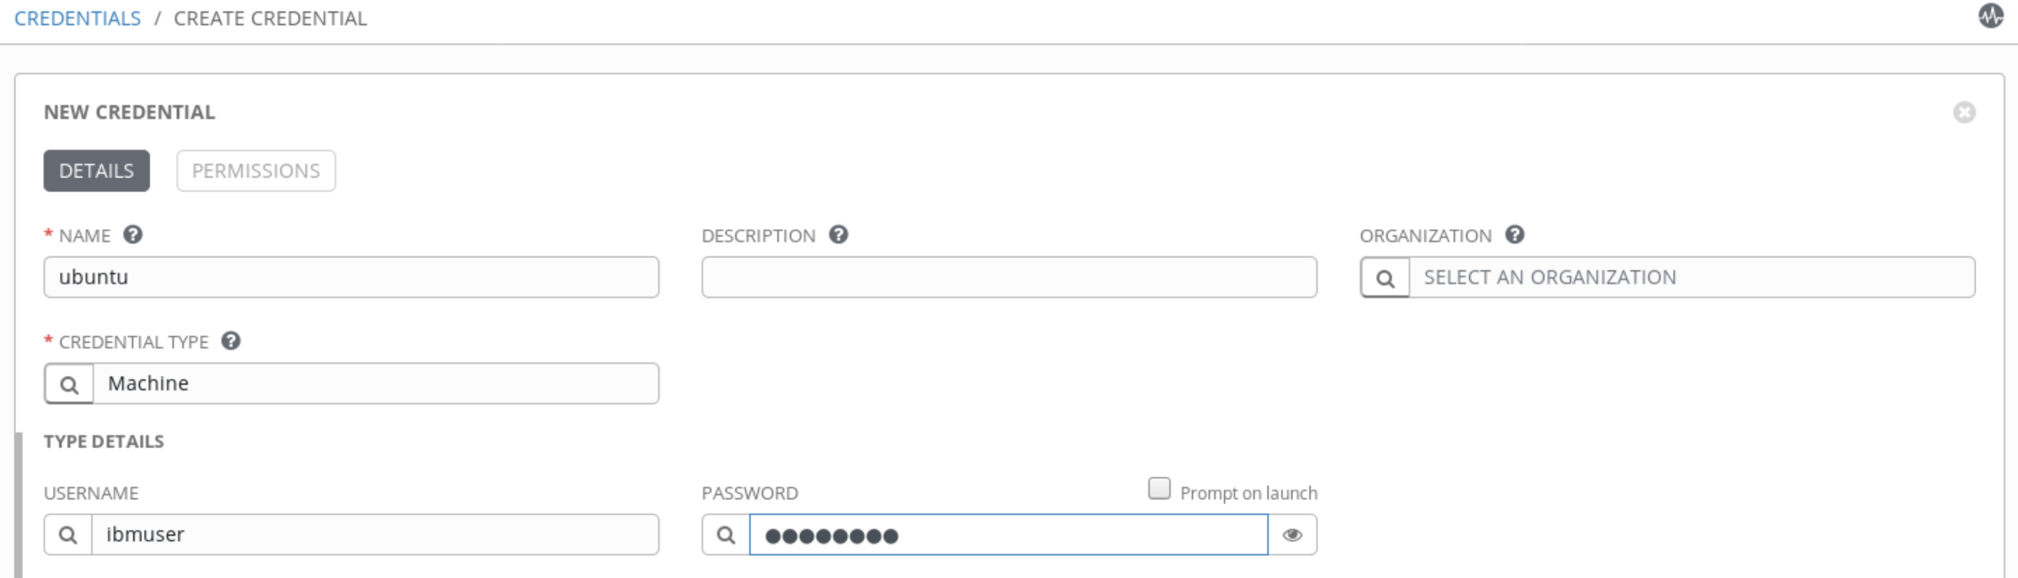 CREDENTIALS / CREATE CREDENTIAL
NEW CREDENTIAL
DETAILS PERMISSIONS
* NAME ? DESCRIPTION ? ORGANIZATION ?
ubuntu SELECT AN ORGANIZATION
* CREDENTIAL TYPE ?
Machine
TYPE DETAILS
USERNAME PASSWORD Prompt on launch
ibmuser ●●●●●●●●